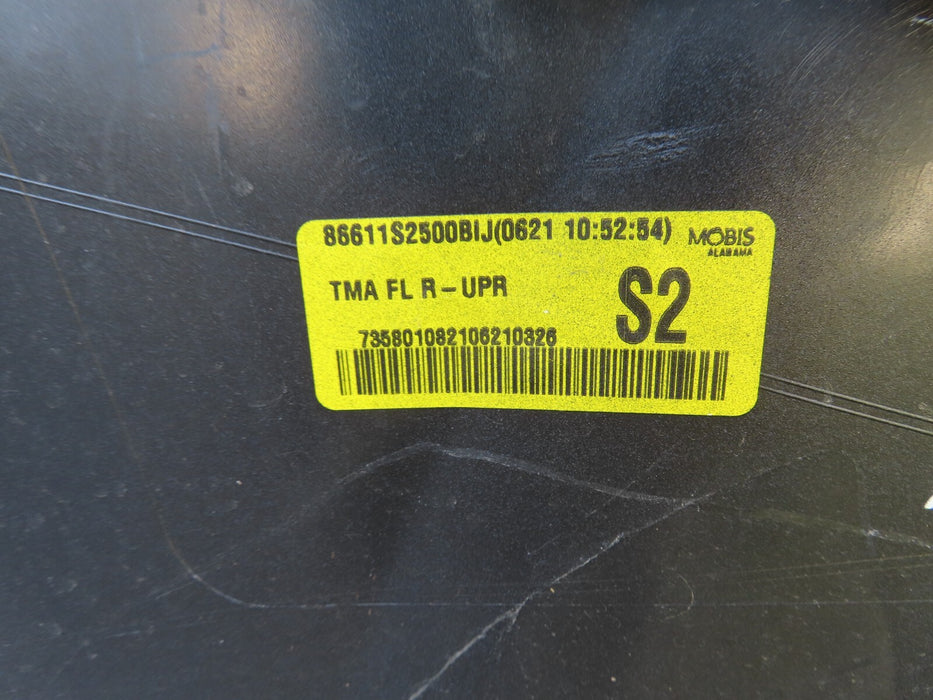 86611S2500BIJ(0621 10:52:54)
MOBIS
ALABAMA
TMA FL R-UPR
S2
735801082106210326